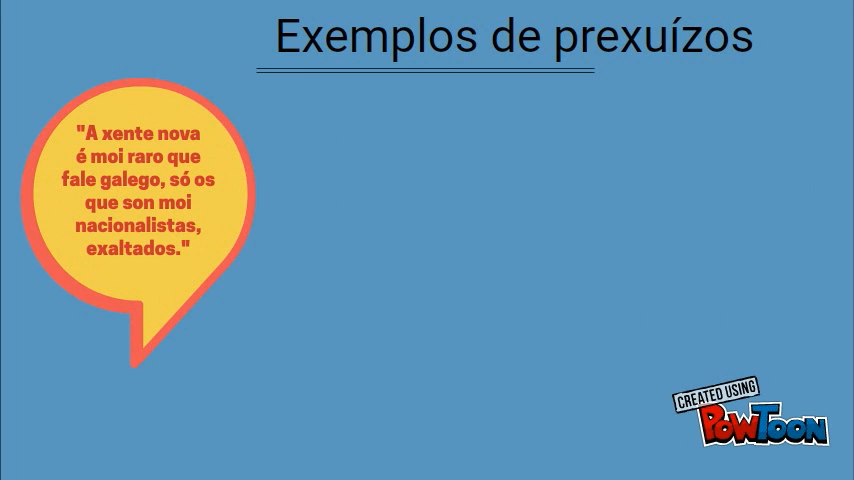 Exemplos de prexuízos
"A xente nova
é moi raro que
fale galego, só os
que son moi
nacionalistas,
exaltados."
CREATED USING
POWTOON